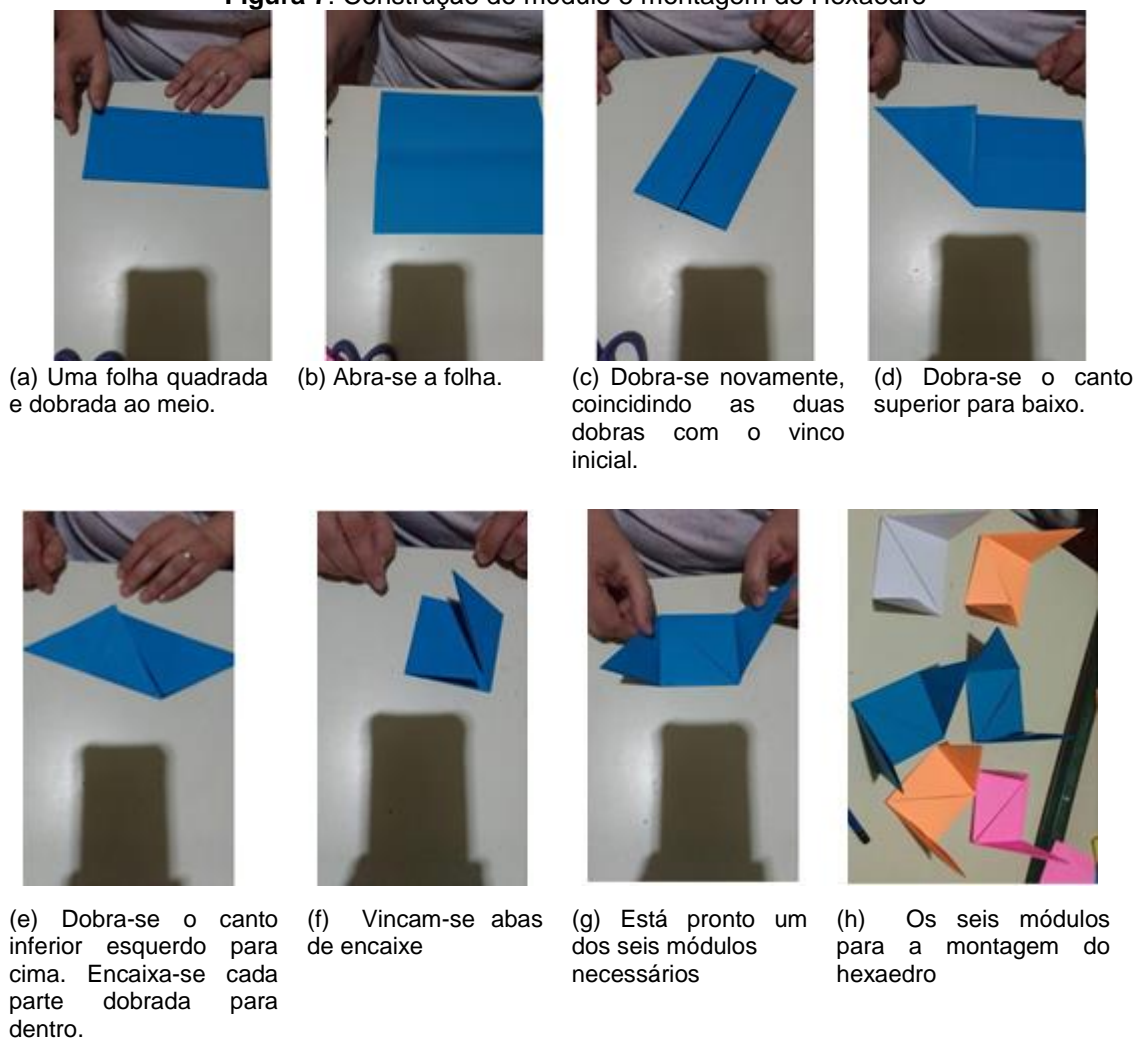 Figura 7. Construção do módulo e montagem do Hexaedro
(a) Uma folha quadrada
e dobrada ao meio.
(b) Abra-se a folha.
(c) Dobra-se novamente,
coincidindo as duas
dobras com o vinco
inicial.
(d) Dobra-se o canto
superior para baixo.
(e) Dobra-se o canto
inferior esquerdo para
cima. Encaixa-se cada
parte dobrada para
dentro.
(f) Vincam-se abas
de encaixe
(g) Está pronto um
dos seis módulos
necessários
(h) Os seis módulos
para a montagem do
hexaedro